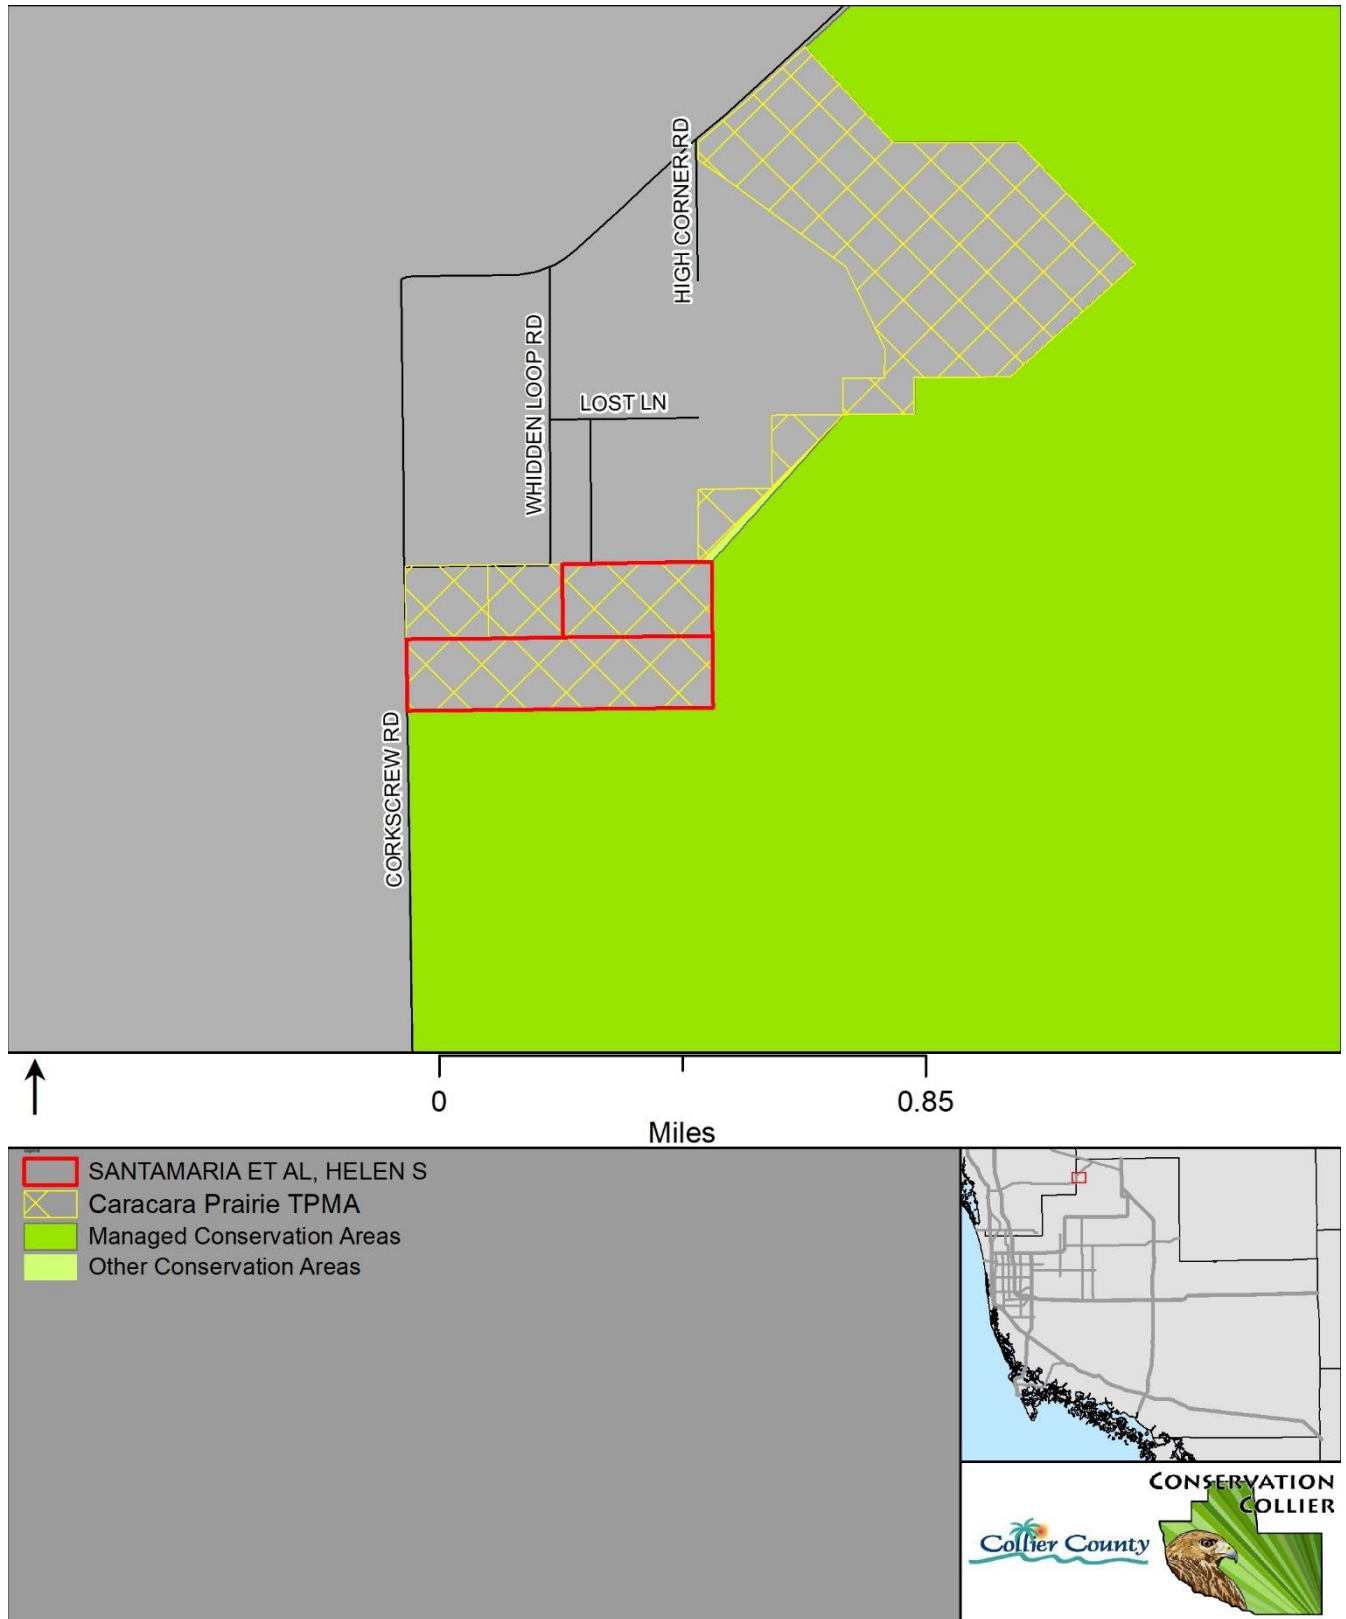 HIGH CORNER RD
WHIDDEN LOOP RD
LOST LN
CORKSCREW RD
0
0.85
Miles
SANTAMARIA ET AL, HELEN S
Caracara Prairie TPMA
Managed Conservation Areas
Other Conservation Areas
CONSERVATION
COLLIER
Collier County